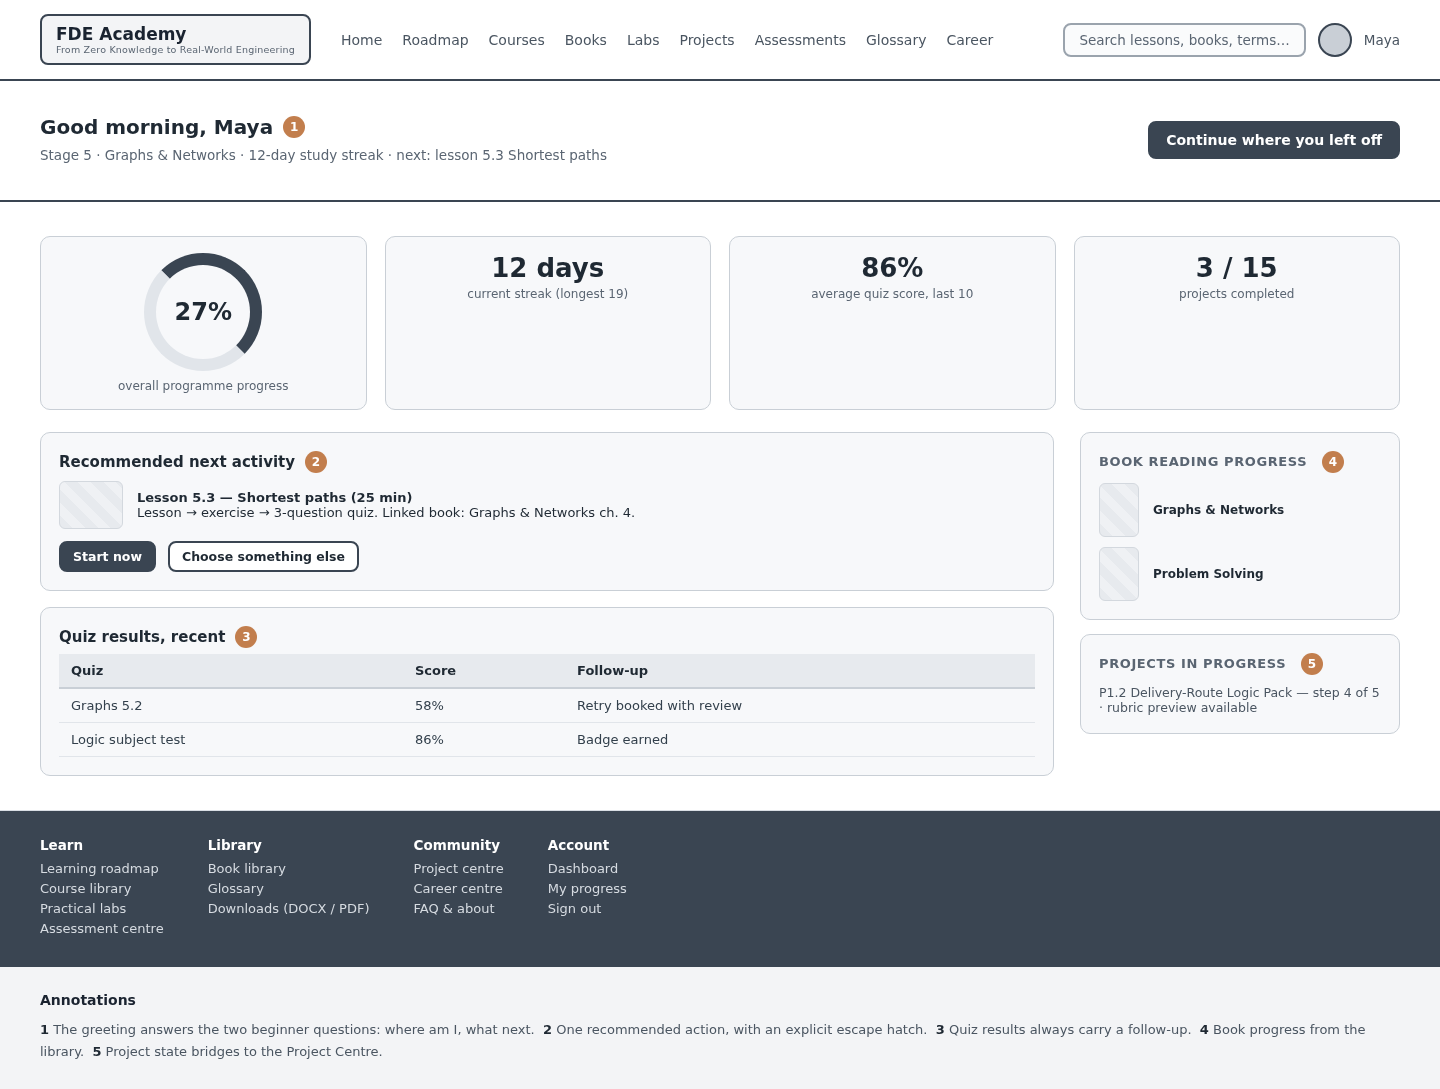 FDE Academy
From Zero Knowledge to Real-World Engineering
Home Roadmap Courses Books Labs Projects Assessments Glossary Career
Search lessons, books, terms...
Maya
Good morning, Maya 1
Stage 5 · Graphs & Networks · 12-day study streak · next: lesson 5.3 Shortest paths
Continue where you left off
27%
overall programme progress
12 days
current streak (longest 19)
86%
average quiz score, last 10
3 / 15
projects completed
Recommended next activity 2
Lesson 5.3 — Shortest paths (25 min)
Lesson → exercise → 3-question quiz. Linked book: Graphs & Networks ch. 4.
Start now
Choose something else
Quiz results, recent 3
Quiz Score Follow-up
Graphs 5.2 58% Retry booked with review
Logic subject test 86% Badge earned
BOOK READING PROGRESS 4
Graphs & Networks
Problem Solving
PROJECTS IN PROGRESS 5
P1.2 Delivery-Route Logic Pack — step 4 of 5
· rubric preview available
Learn
Learning roadmap
Course library
Practical labs
Assessment centre
Library
Book library
Glossary
Downloads (DOCX / PDF)
Community
Project centre
Career centre
FAQ & about
Account
Dashboard
My progress
Sign out
Annotations
1 The greeting answers the two beginner questions: where am I, what next. 2 One recommended action, with an explicit escape hatch. 3 Quiz results always carry a follow-up. 4 Book progress from the
library. 5 Project state bridges to the Project Centre.